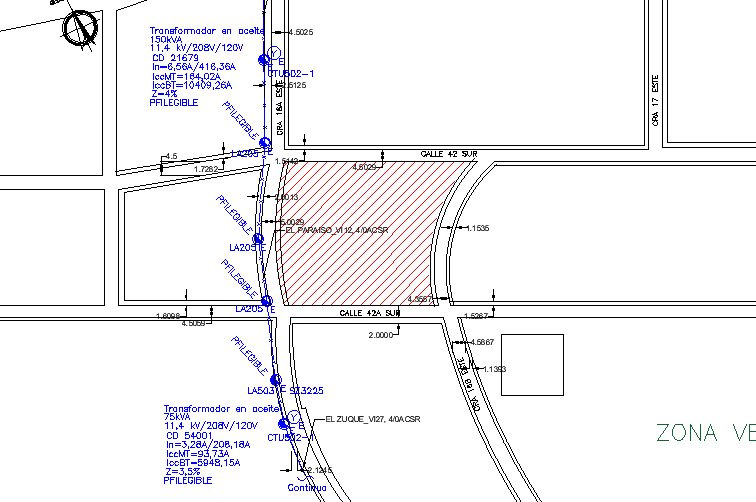 Transformador en aceite
150kVA
11,4 kV/208V/120V
CD 21679
In=6,56A/416,36A
IccMT=164,02A
IccBT=10409,26A
Z=4%
PFILEGIBLE
4.5025
Y
E
CTU502-1
2.5125
CRA 16A ESTE
CRA 17 ESTE
PFILEGIBLE
LA205
E
CALLE 42 SUR
4.5
1.7282
1.5142
4.5029
PFILEGIBLE
5.0029
EL PARAISO_VI12, 4/0ACSR
1.1535
LA205
E
PFILEGIBLE
LA205
E
4.3567
CALLE 42A SUR
1.6098
4.5059
2.0000
1.5267
PFILEGIBLE
4.5867
1.1393
LA503
E
S73225
Transformador en aceite
75kVA
11,4 kV/208V/120V
CD 54001
In=3,28A/208,18A
IccMT=93,73A
IccBT=5948,15A
Z=3,5%
PFILEGIBLE
Y
E
CTU502-1
EL ZUQUE_VI27, 4/0ACSR
2.1245
Continua
ZONA VE